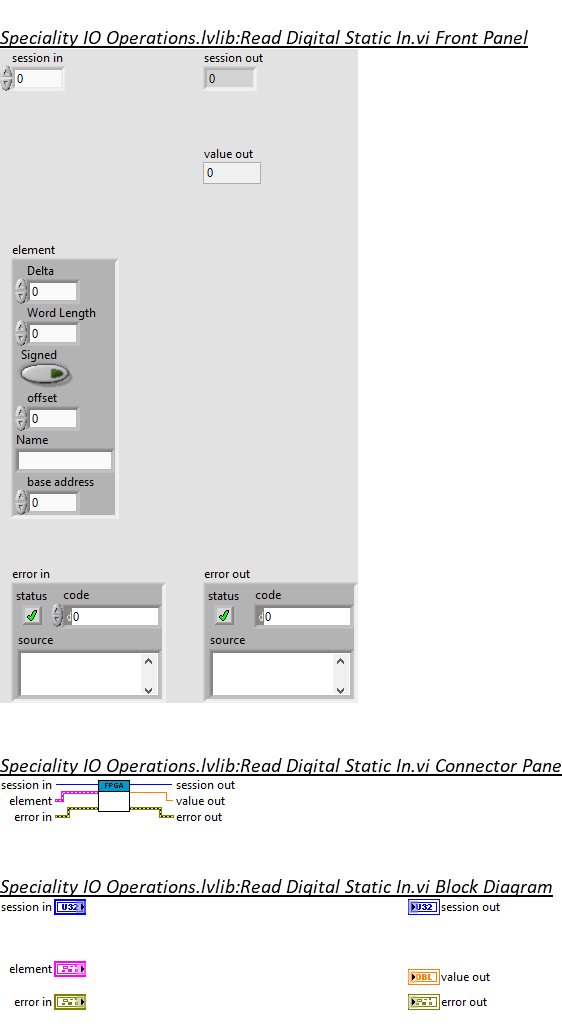 Speciality IO Operations.lvlib:Read Digital Static In.vi Front Panel
session in
session out
0
0
value out
0
element
Delta
0
Word Length
0
Signed
offset
0
Name
base address
0
error in
error out
status code
status code
d0
d0
source
source
Speciality IO Operations.lvlib:Read Digital Static In.vi Connector Pane
session in FPGA session out
element value out
error in error out
Speciality IO Operations.lvlib:Read Digital Static In.vi Block Diagram
session in U32
U32 session out
element
DBL value out
error in
error out